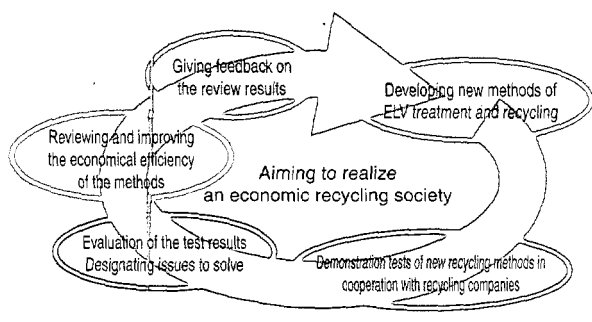 Giving feedback on
the review results
Developing new methods of
ELV treatment and recycling
Reviewing and improving
the economical efficiency
of the methods
Aiming to realize
an economic recycling society
Evaluation of the test results
Designating issues to solve
Demonstration tests of new recycling methods in
cooperation with recycling companies